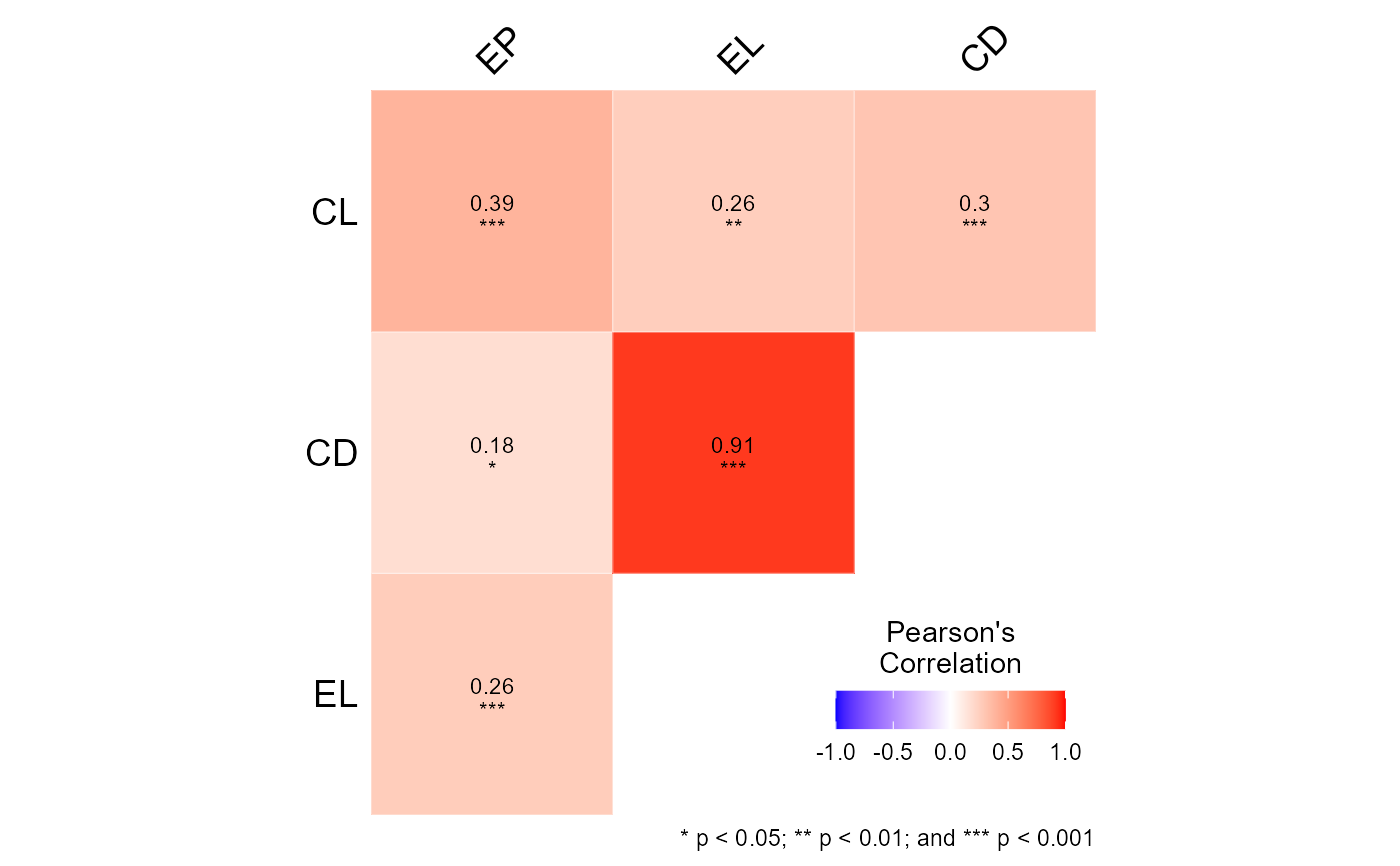 EP EL CD
CL 0.39 0.26 0.3
*** ** ***
CD 0.18 0.91
* ***
EL 0.26
***
Pearson's
Correlation
-1.0 -0.5 0.0 0.5 1.0
* p < 0.05; ** p < 0.01; and *** p < 0.001